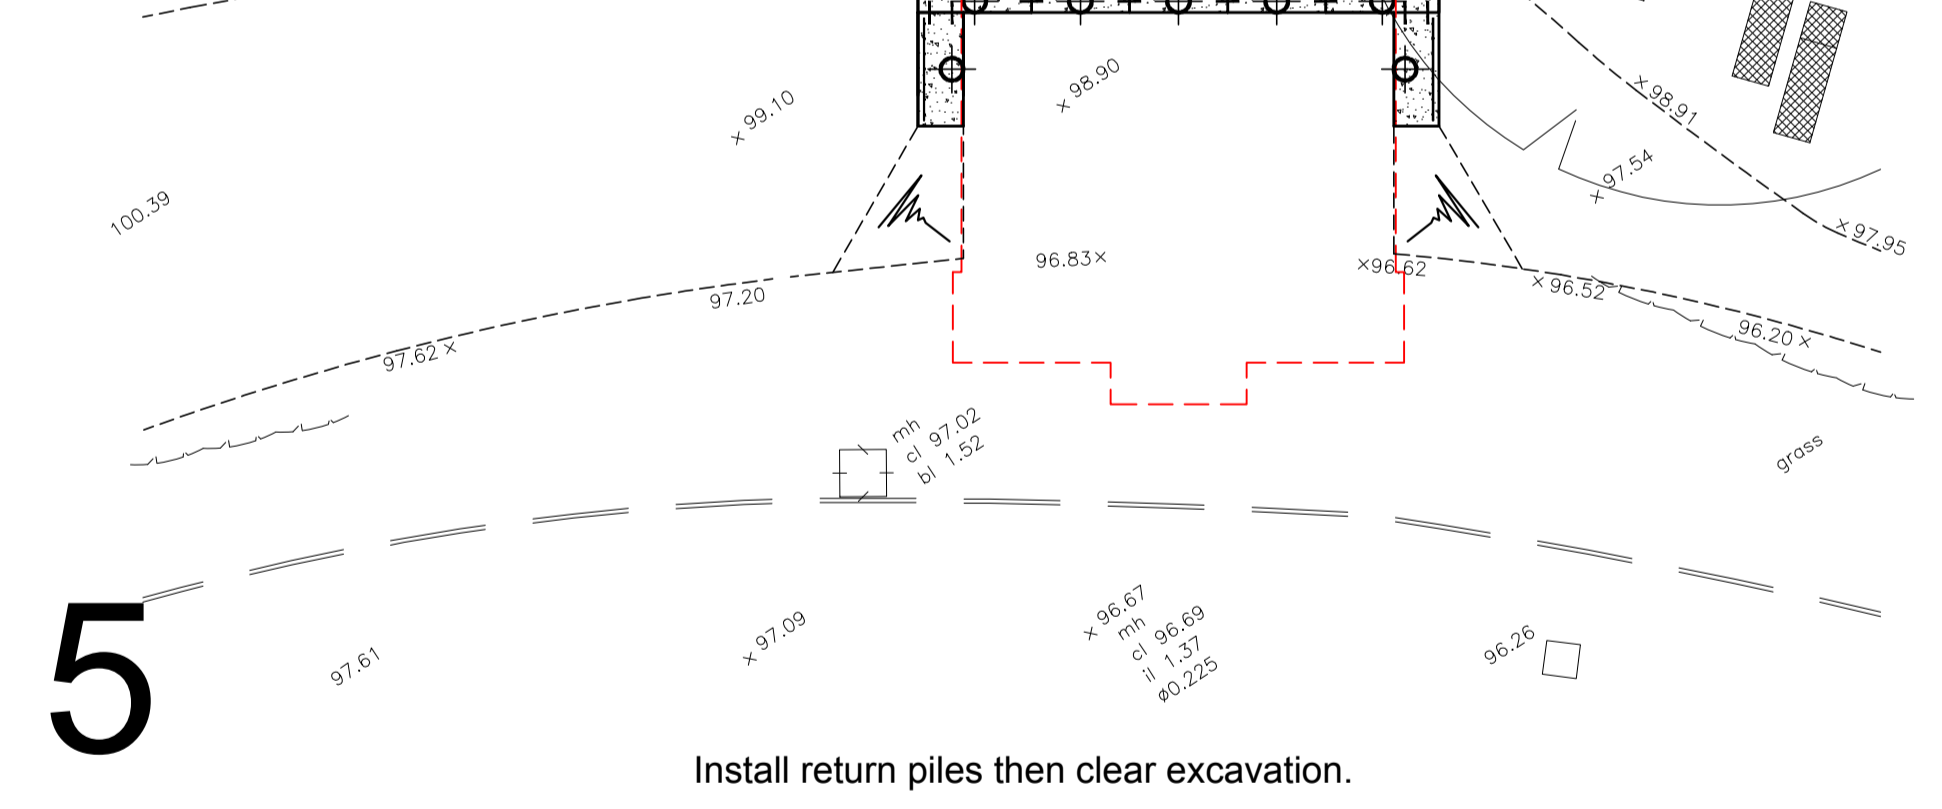 × 98.90
× 98.91
× 99.10
× 97.54
100.39
× 97.95
96.83×
×96.62
× 96.52
97.20
96.20 ×
97.62 ×
mh
cl 97.02
bl 1.52
grass
5
× 96.67
mh
cl 96.69
il 1.37
ø0.225
× 97.09
96.26
97.61
Install return piles then clear excavation.